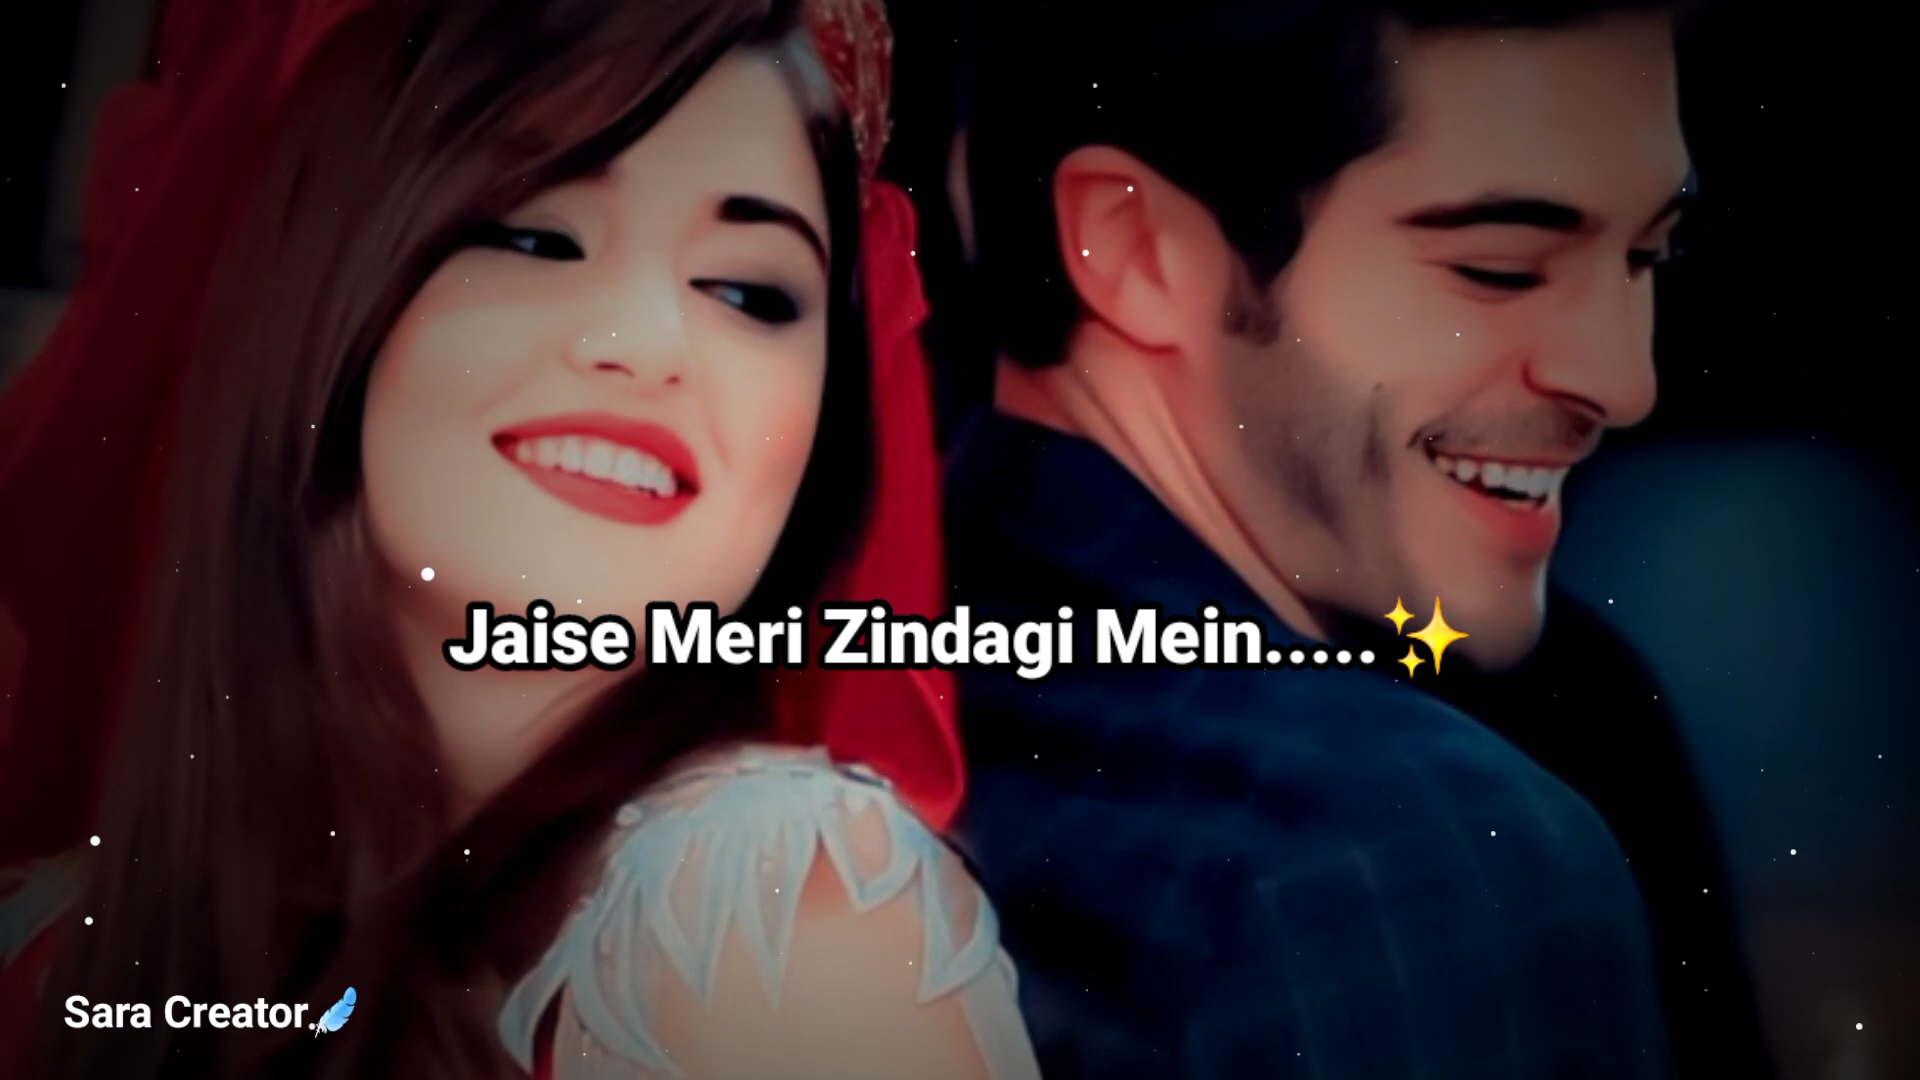 Jaise Meri Zindagi Mein.....✨
Sara Creator.🪶